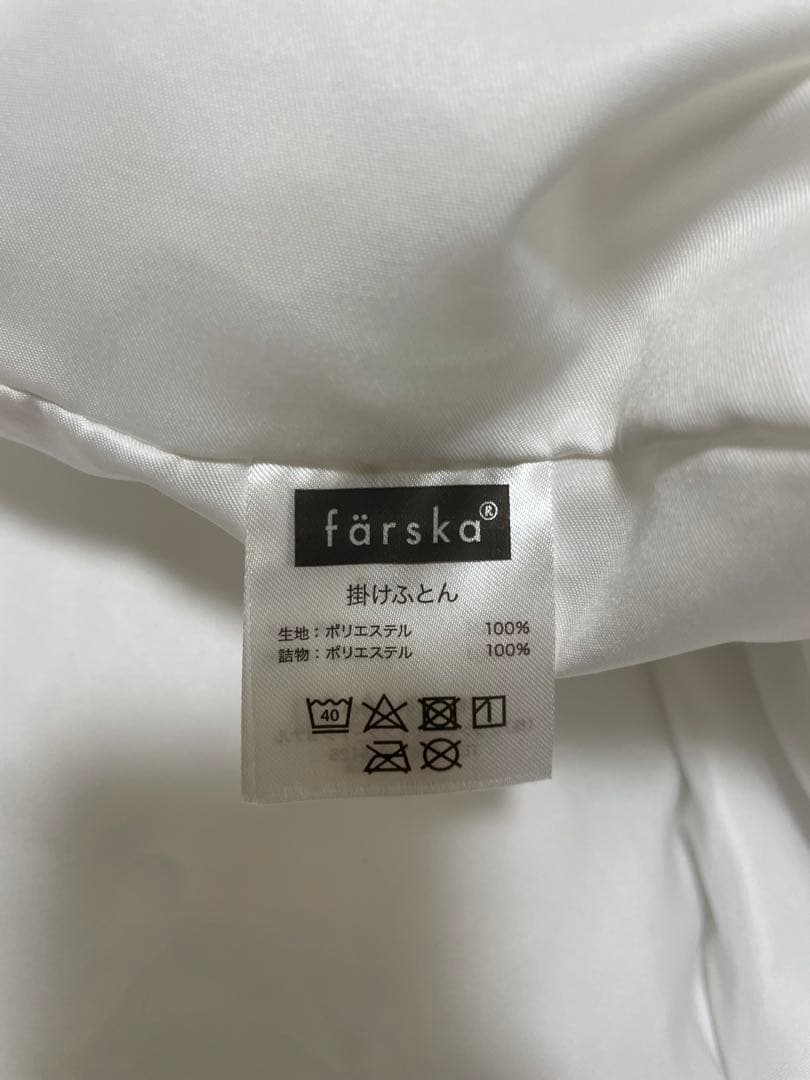 färska®
掛けふとん
生地：ポリエステル 100%
詰物：ポリエステル 100%
40